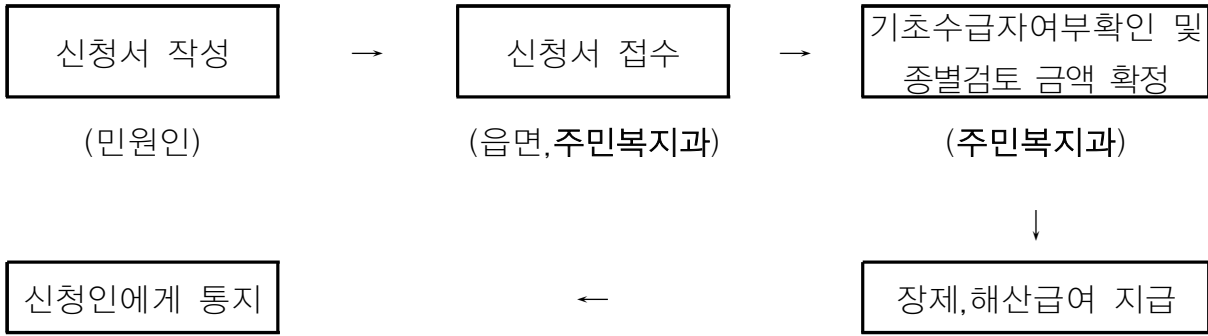 신청서 작성 → 신청서 접수 → 기초수급자여부확인 및
종별검토 금액 확정
(민원인) (읍면,주민복지과) (주민복지과)
↓
신청인에게 통지 ← 장제,해산급여 지급